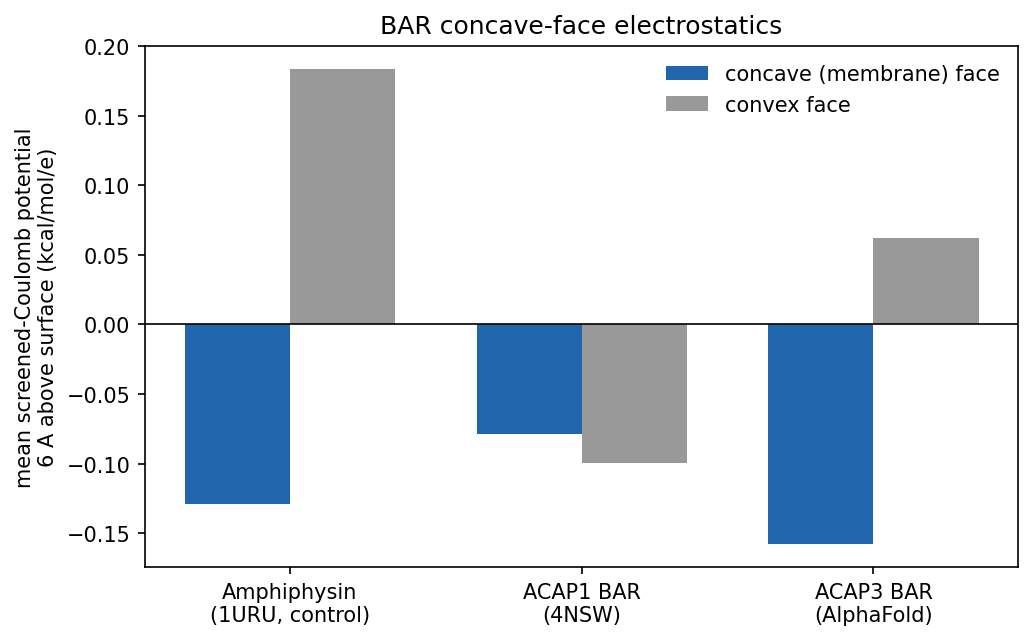 BAR concave-face electrostatics
mean screened-Coulomb potential
6 A above surface (kcal/mol/e)
0.20
0.15
0.10
0.05
0.00
−0.05
−0.10
−0.15
concave (membrane) face
convex face
Amphiphysin
(1URU, control)
ACAP1 BAR
(4NSW)
ACAP3 BAR
(AlphaFold)